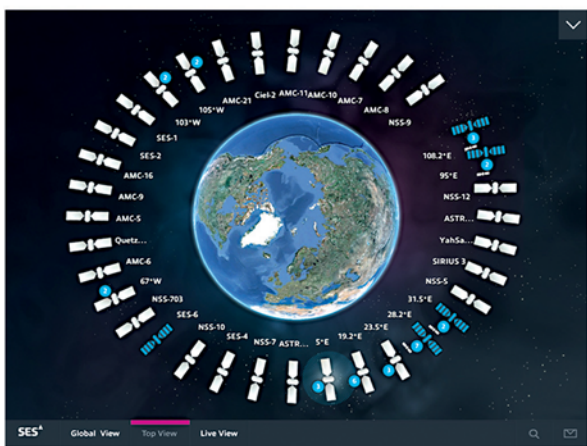 Ciel-2
AMC-11
AMC-10
AMC-7
AMC-8
NSS-9
108.2°E
3
95°E
2
NSS-12
ASTR...
YahSa...
SIRIUS 3
NSS-5
31.5°E
2
28.2°E
7
23.5°E
3
19.2°E
6
5°E
3
ASTR...
NSS-7
SES-4
NSS-10
SES-6
NSS-703
67°W
2
AMC-6
Quetz...
AMC-5
AMC-9
AMC-16
SES-2
SES-1
103°W
2
105°W
2
AMC-21
SES
Global View
Top View
Live View